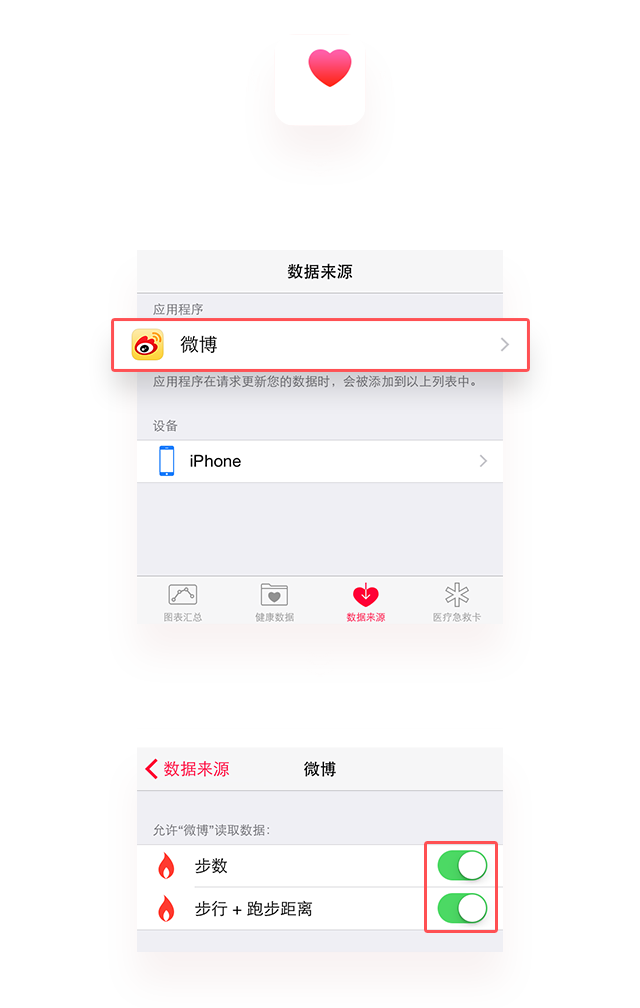 数据来源
应用程序
微博
应用程序在请求更新您的数据时，会被添加到以上列表中。
设备
iPhone
图表汇总
健康数据
数据来源
医疗急救卡
数据来源
微博
允许“微博”读取数据：
步数
步行 + 跑步距离